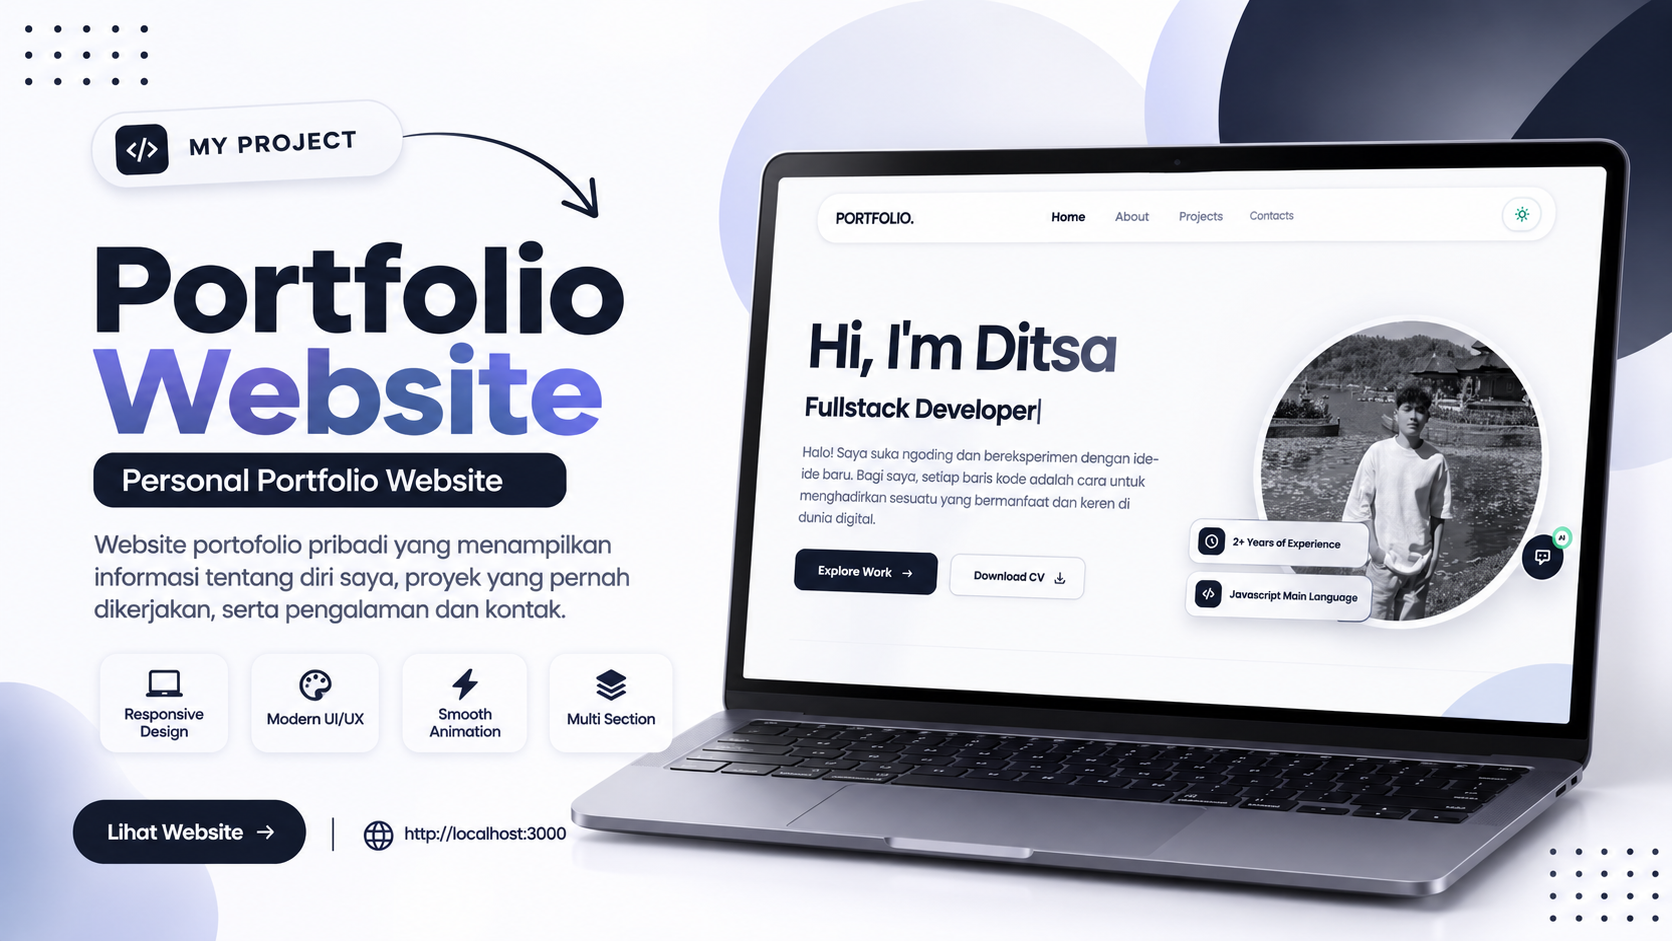 MY PROJECT
Portfolio
Website
Personal Portfolio Website
Website portofolio pribadi yang menampilkan
informasi tentang diri saya, proyek yang pernah
dikerjakan, serta pengalaman dan kontak.
Responsive
Design
Modern UI/UX
Smooth
Animation
Multi Section
Lihat Website →
http://localhost:3000
PORTFOLIO.
Home
About
Projects
Contacts
Hi, I'm Ditsa
Fullstack Developer|
Halo! Saya suka ngoding dan bereksperimen dengan ide-
ide baru. Bagi saya, setiap baris kode adalah cara untuk
menghadirkan sesuatu yang bermanfaat dan keren di
dunia digital.
Explore Work →
Download CV
2+ Years of Experience
Javascript Main Language
AI